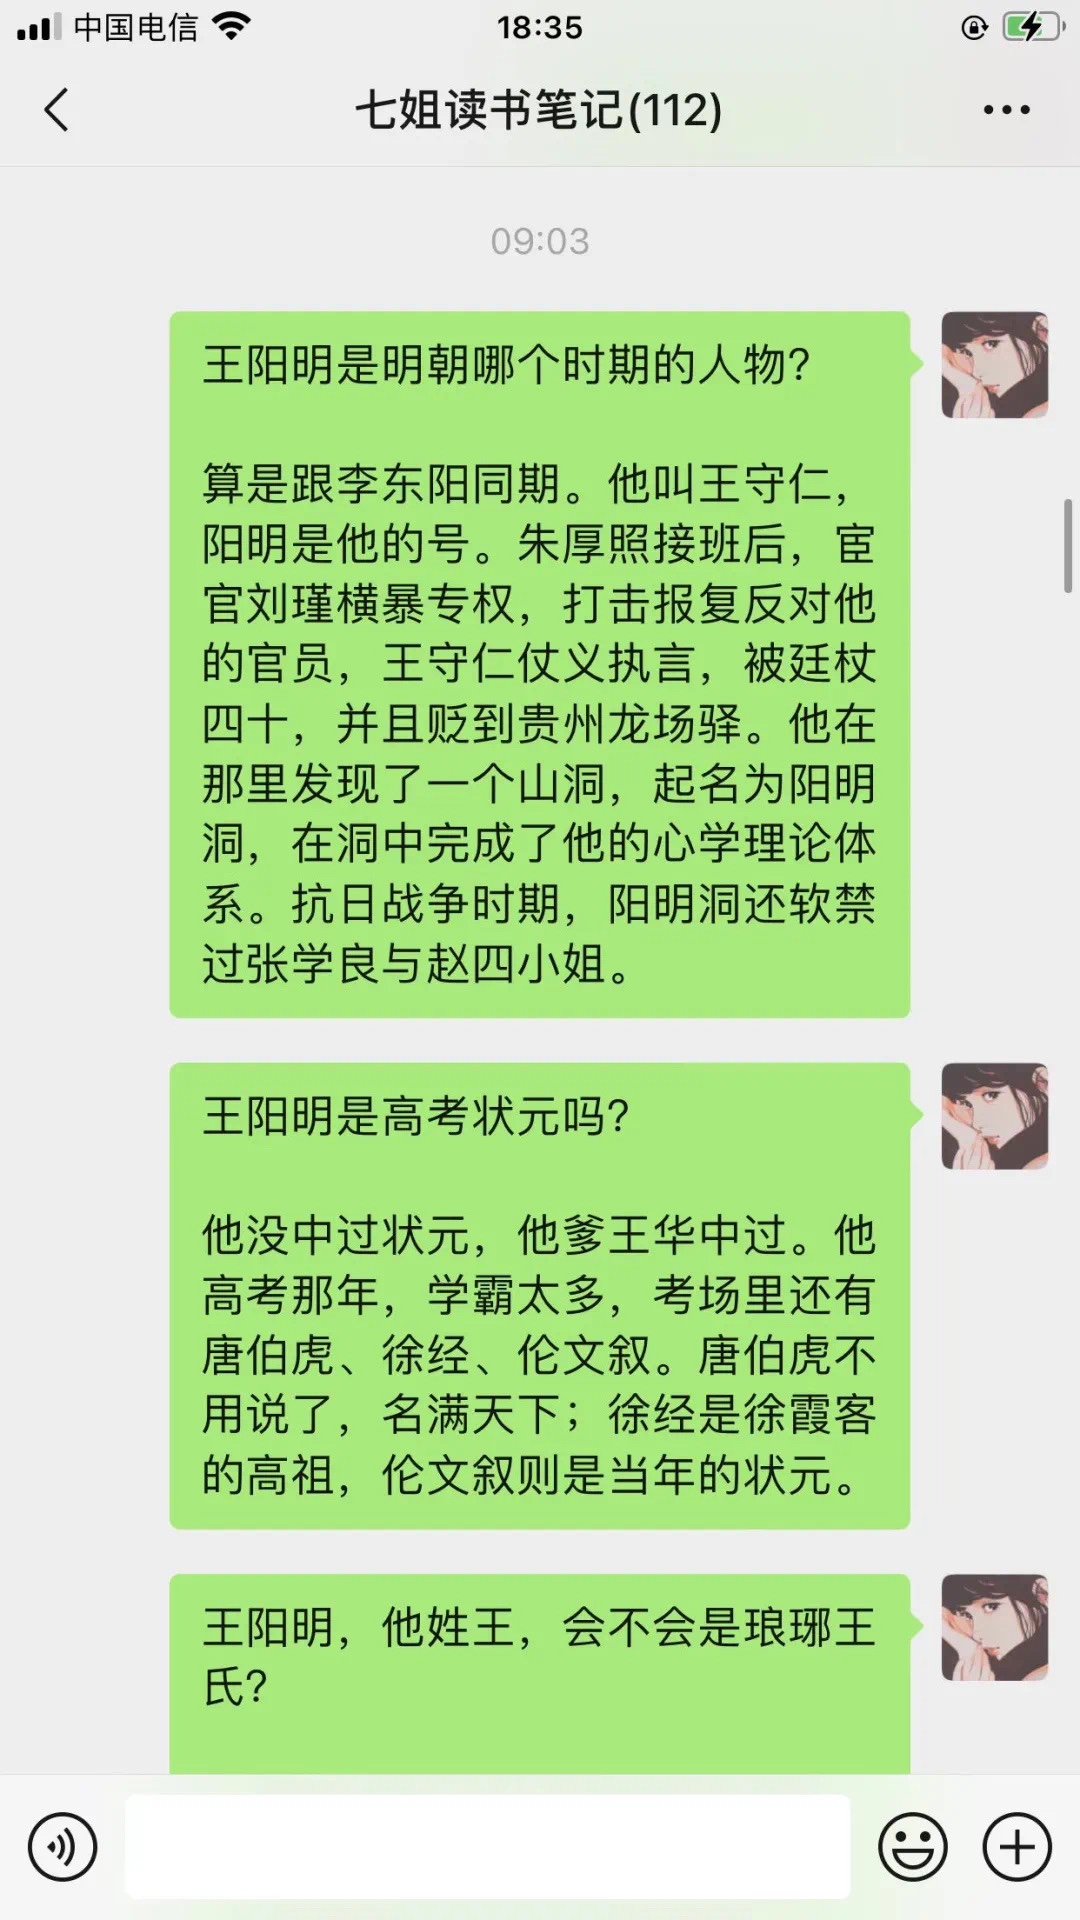 中国电信
18:35
七姐读书笔记(112)
09:03
王阳明是明朝哪个时期的人物?
算是跟李东阳同期。他叫王守仁,
阳明是他的号。朱厚照接班后，宦
官刘瑾横暴专权，打击报复反对他
的官员，王守仁仗义执言，被廷杖
四十，并且贬到贵州龙场驿。他在
那里发现了一个山洞，起名为阳明
洞，在洞中完成了他的心学理论体
系。抗日战争时期，阳明洞还软禁
过张学良与赵四小姐。
王阳明是高考状元吗?
他没中过状元，他爹王华中过。他
高考那年，学霸太多，考场里还有
唐伯虎、徐经、伦文叙。唐伯虎不
用说了，名满天下；徐经是徐霞客
的高祖，伦文叙则是当年的状元。
王阳明，他姓王，会不会是琅琊王
氏?